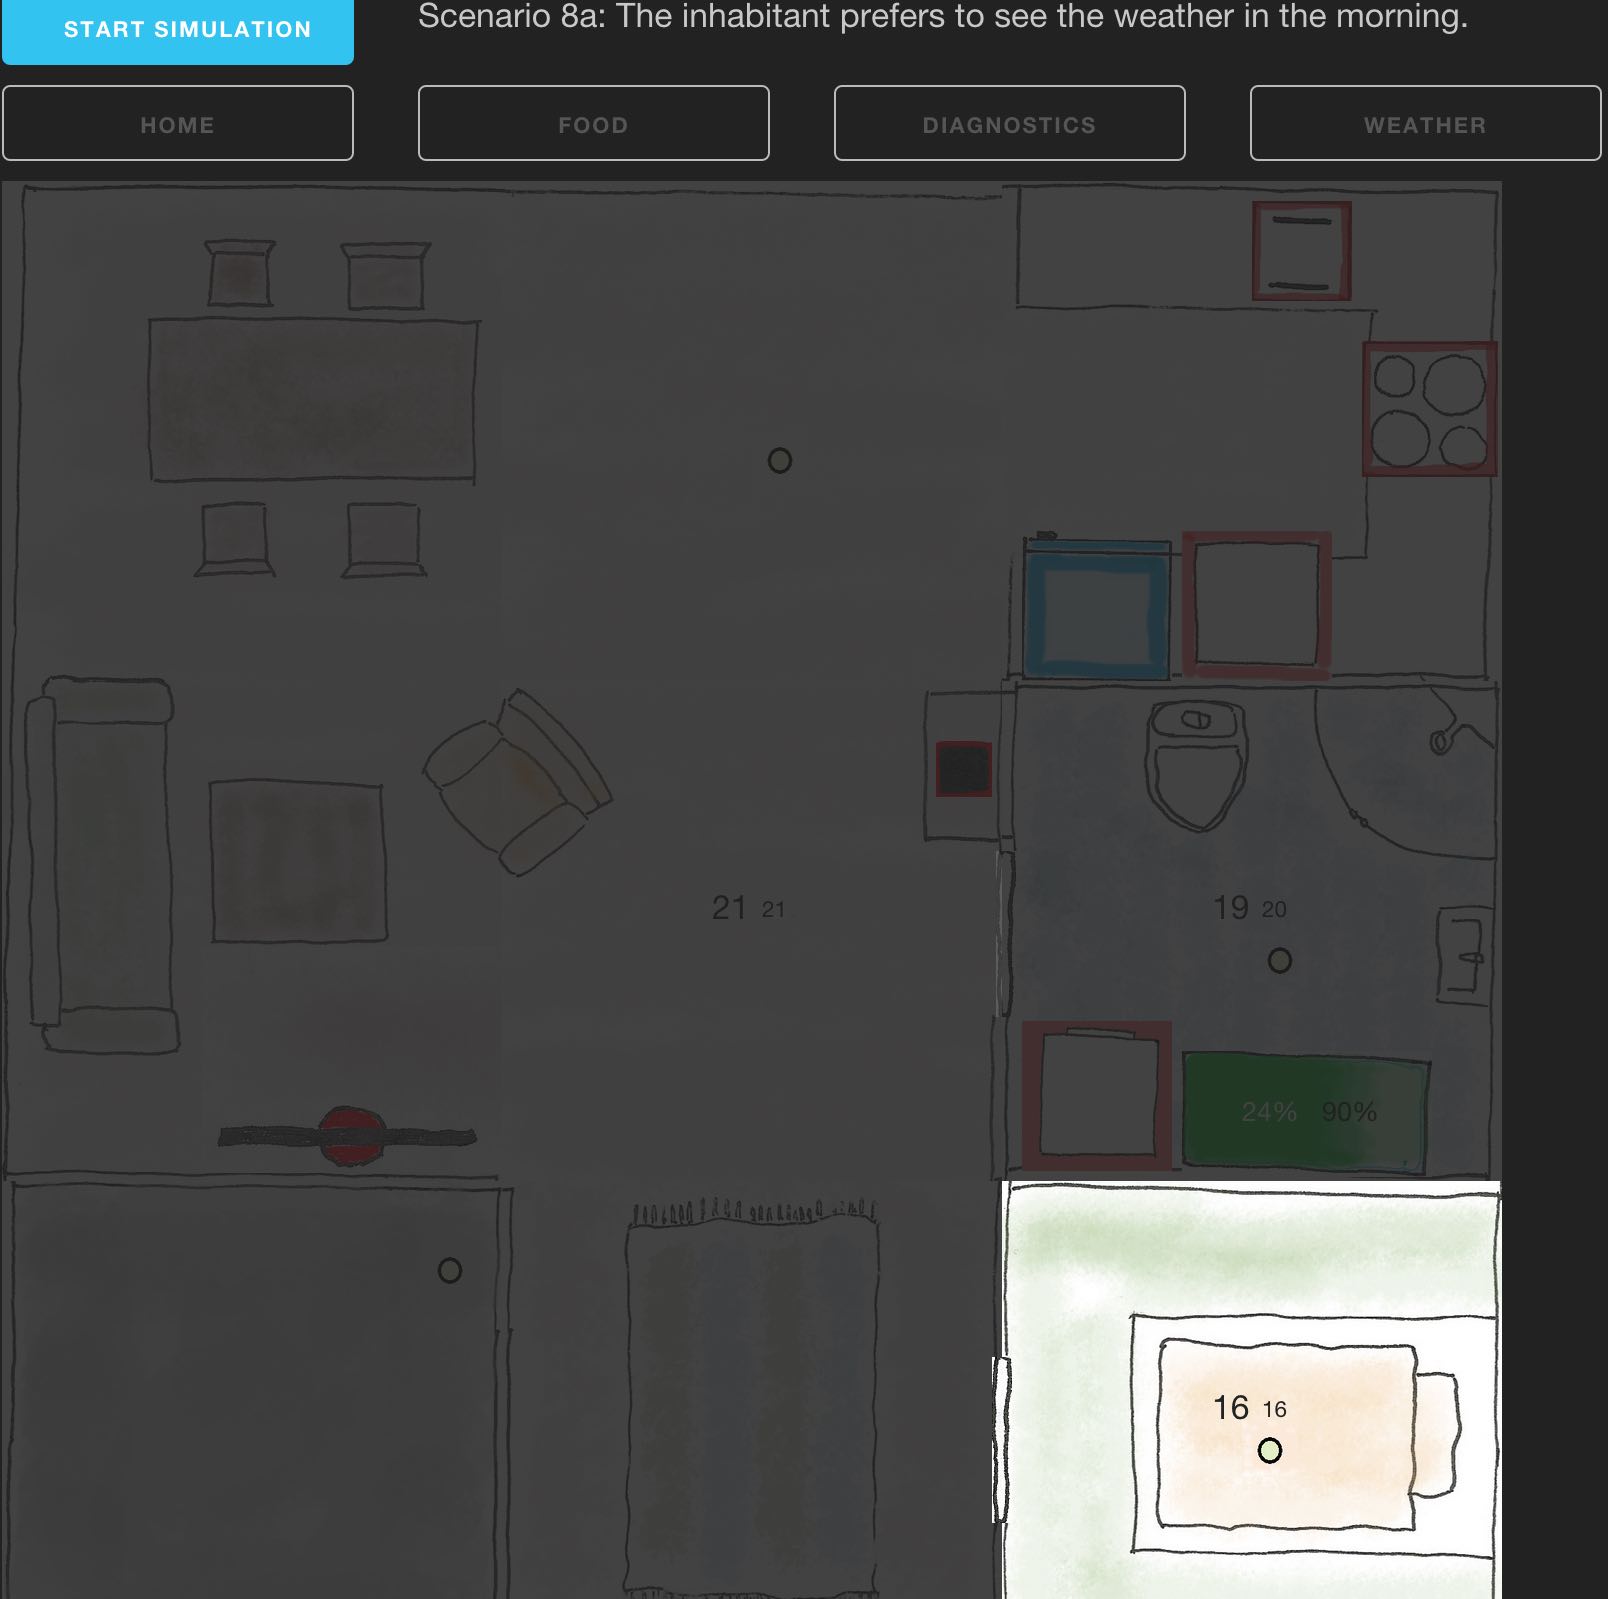 START SIMULATION
Scenario 8a: The inhabitant prefers to see the weather in the morning.
HOME
FOOD
DIAGNOSTICS
WEATHER
21 21
19 20
24% 90%
16 16